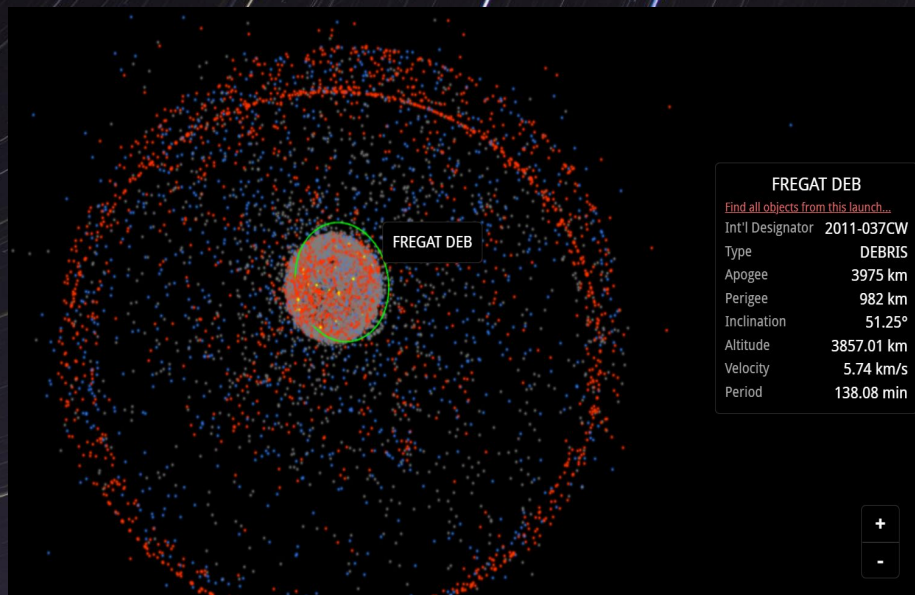 FREGAT DEB
FREGAT DEB
Find all objects from this launch...
Int'l Designator 2011-037CW
Type DEBRIS
Apogee 3975 km
Perigee 982 km
Inclination 51.25°
Altitude 3857.01 km
Velocity 5.74 km/s
Period 138.08 min
+
-